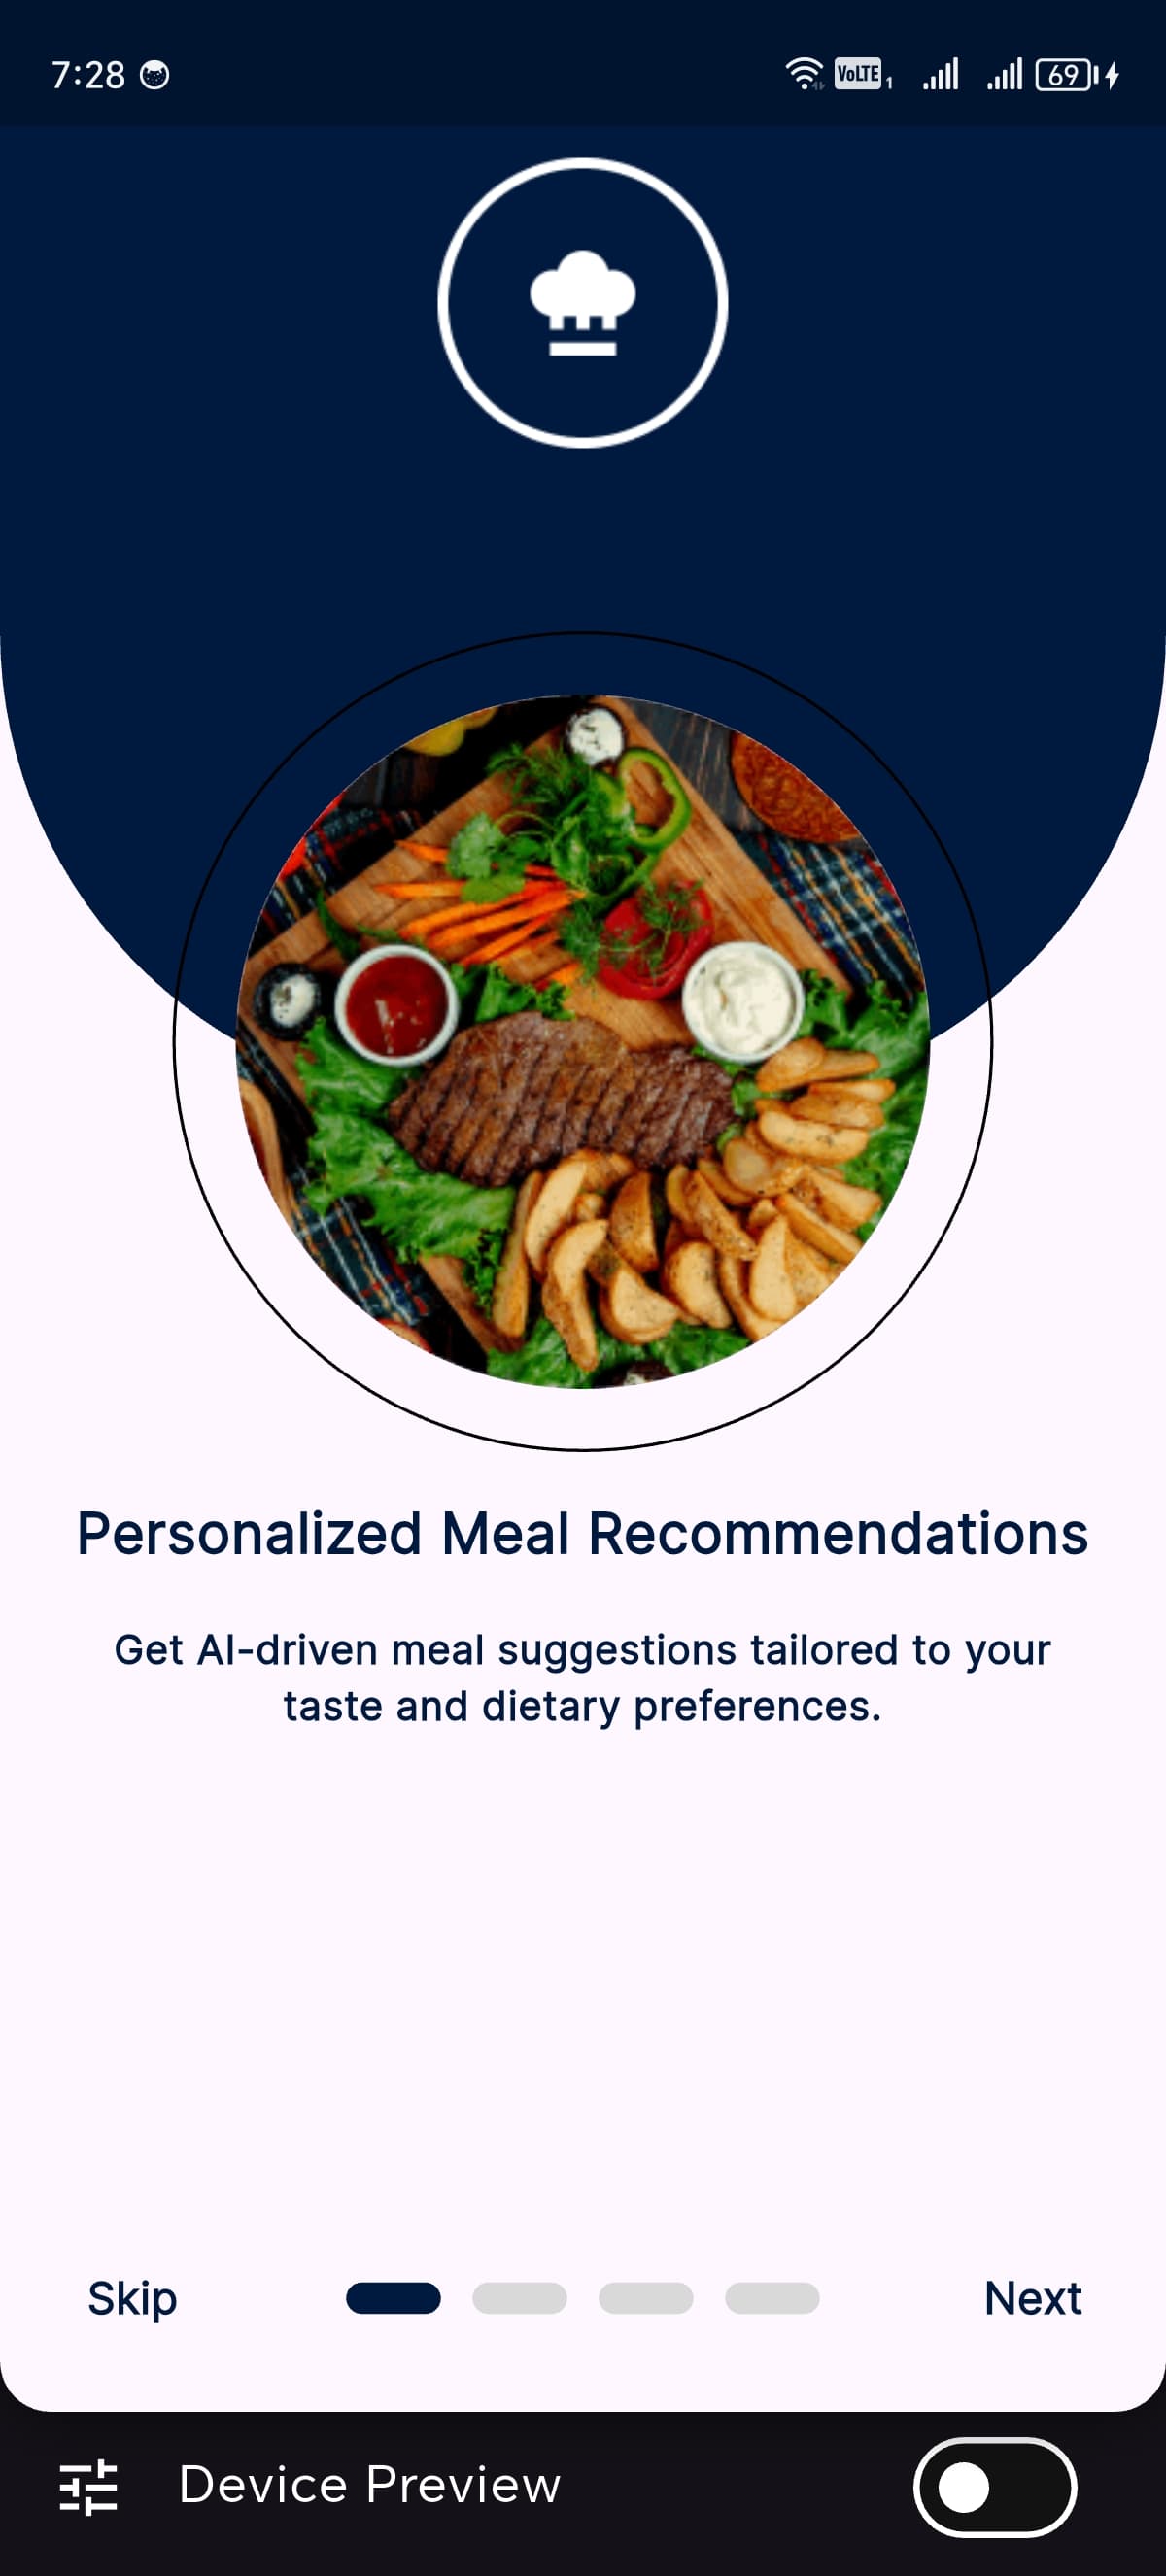 7:28 VoLTE 1 69
Personalized Meal Recommendations
Get AI-driven meal suggestions tailored to your
taste and dietary preferences.
Skip Next
Device Preview